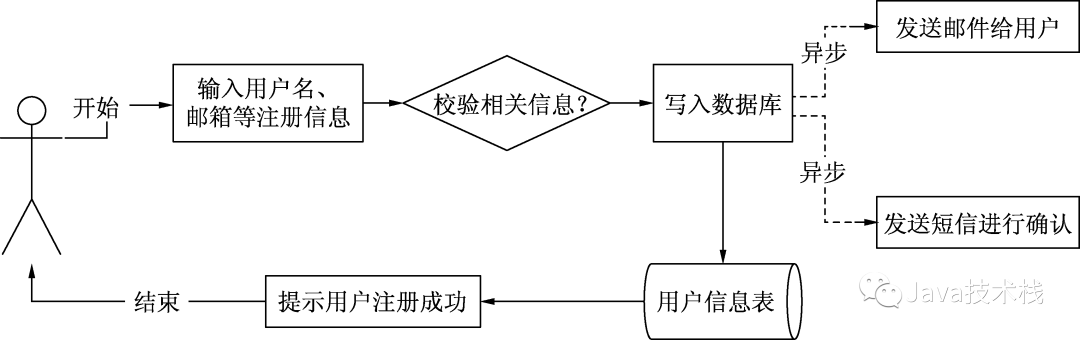 发送邮件给用户
异步
开始
输入用户名、
邮箱等注册信息
校验相关信息?
写入数据库
异步
发送短信进行确认
结束
提示用户注册成功
用户信息表
Java技术栈